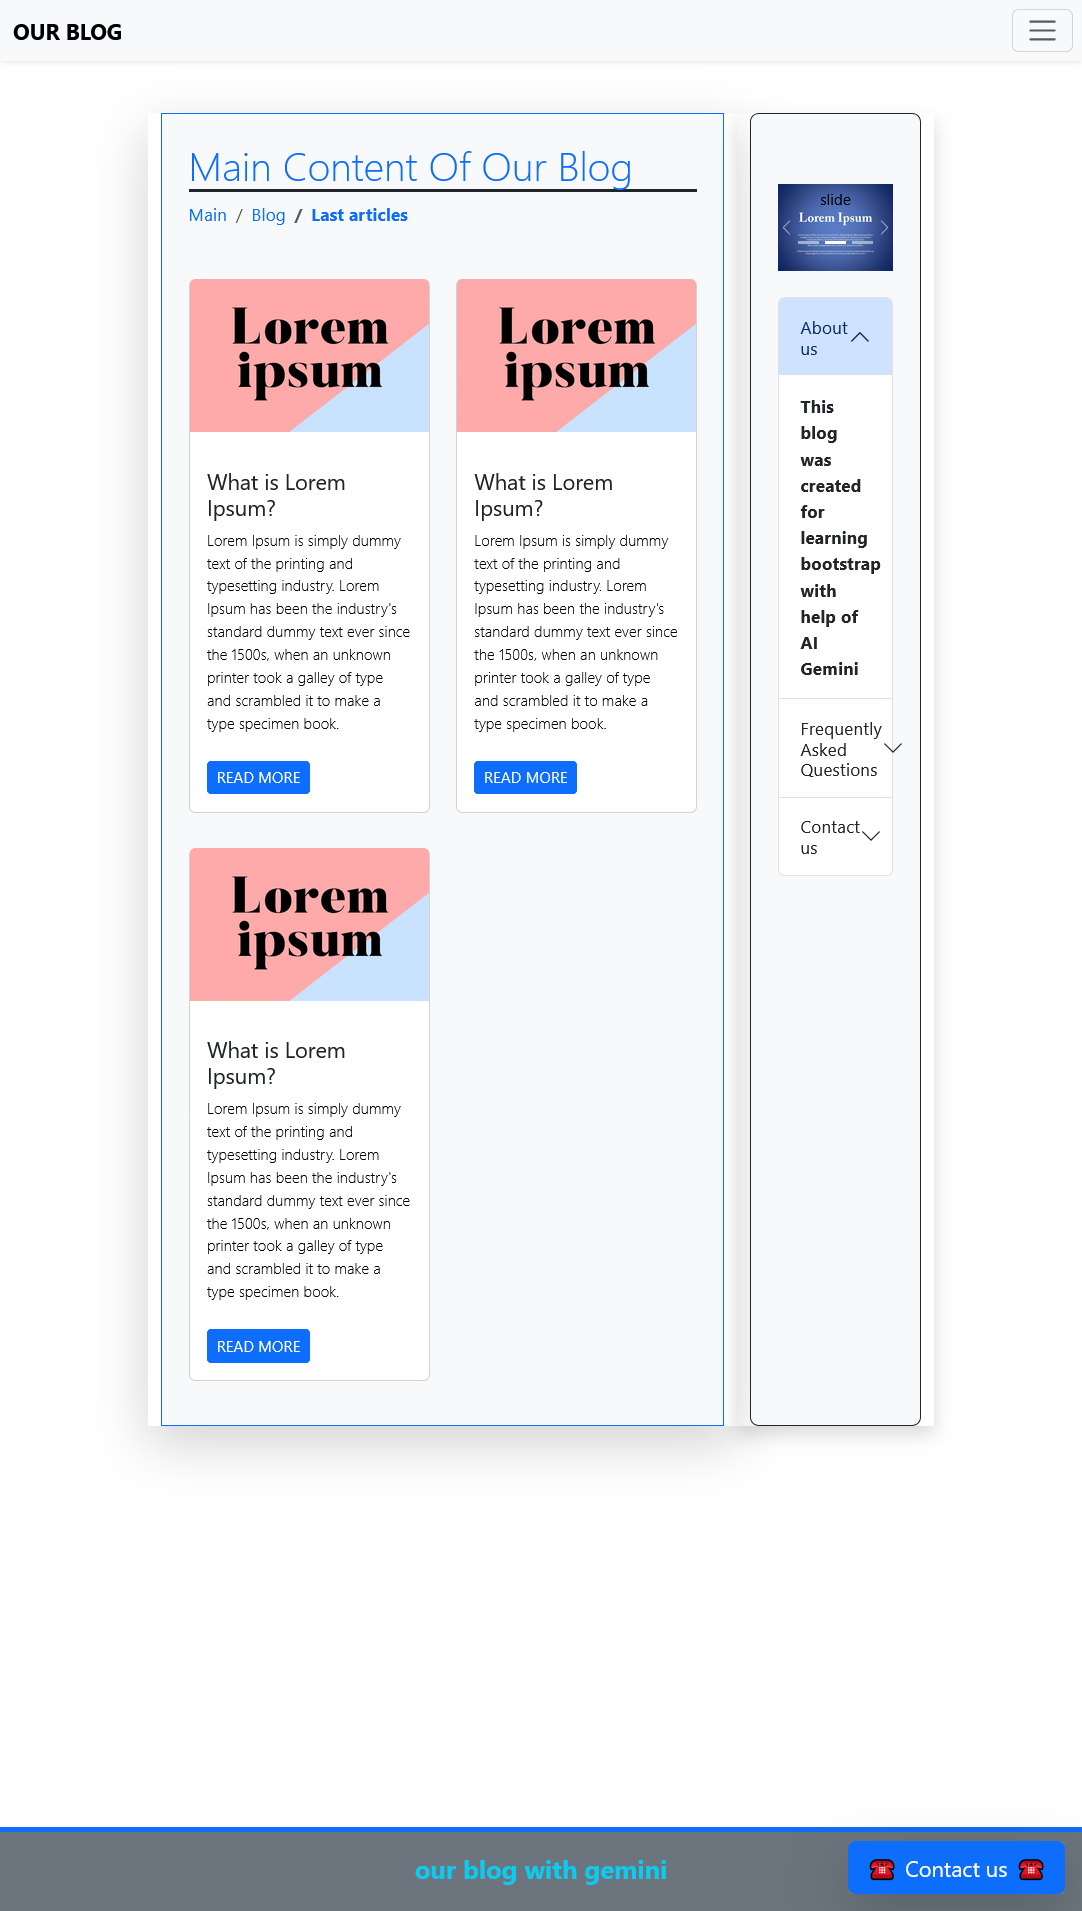 OUR BLOG
Main Content Of Our Blog
Main / Blog / Last articles
Lorem
ipsum
What is Lorem
Ipsum?
Lorem Ipsum is simply dummy
text of the printing and
typesetting industry. Lorem
Ipsum has been the industry's
standard dummy text ever since
the 1500s, when an unknown
printer took a galley of type
and scrambled it to make a
type specimen book.
READ MORE
Lorem
ipsum
What is Lorem
Ipsum?
Lorem Ipsum is simply dummy
text of the printing and
typesetting industry. Lorem
Ipsum has been the industry's
standard dummy text ever since
the 1500s, when an unknown
printer took a galley of type
and scrambled it to make a
type specimen book.
READ MORE
Lorem
ipsum
What is Lorem
Ipsum?
Lorem Ipsum is simply dummy
text of the printing and
typesetting industry. Lorem
Ipsum has been the industry's
standard dummy text ever since
the 1500s, when an unknown
printer took a galley of type
and scrambled it to make a
type specimen book.
READ MORE
slide
Lorem Ipsum
About
us
This
blog
was
created
for
learning
bootstrap
with
help of
AI
Gemini
Frequently
Asked
Questions
Contact
us
our blog with gemini
☎️ Contact us ☎️